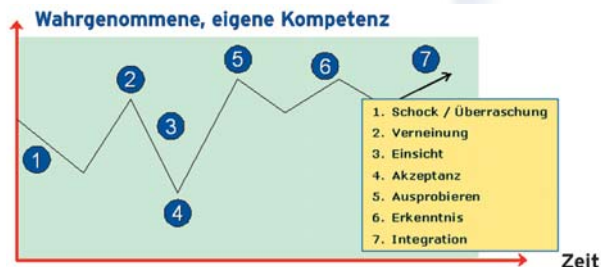 Wahrgenommene, eigene Kompetenz
5
6
7
2
3
1
4
1. Schock / Überraschung
2. Verneinung
3. Einsicht
4. Akzeptanz
5. Ausprobieren
6. Erkenntnis
7. Integration
Zeit